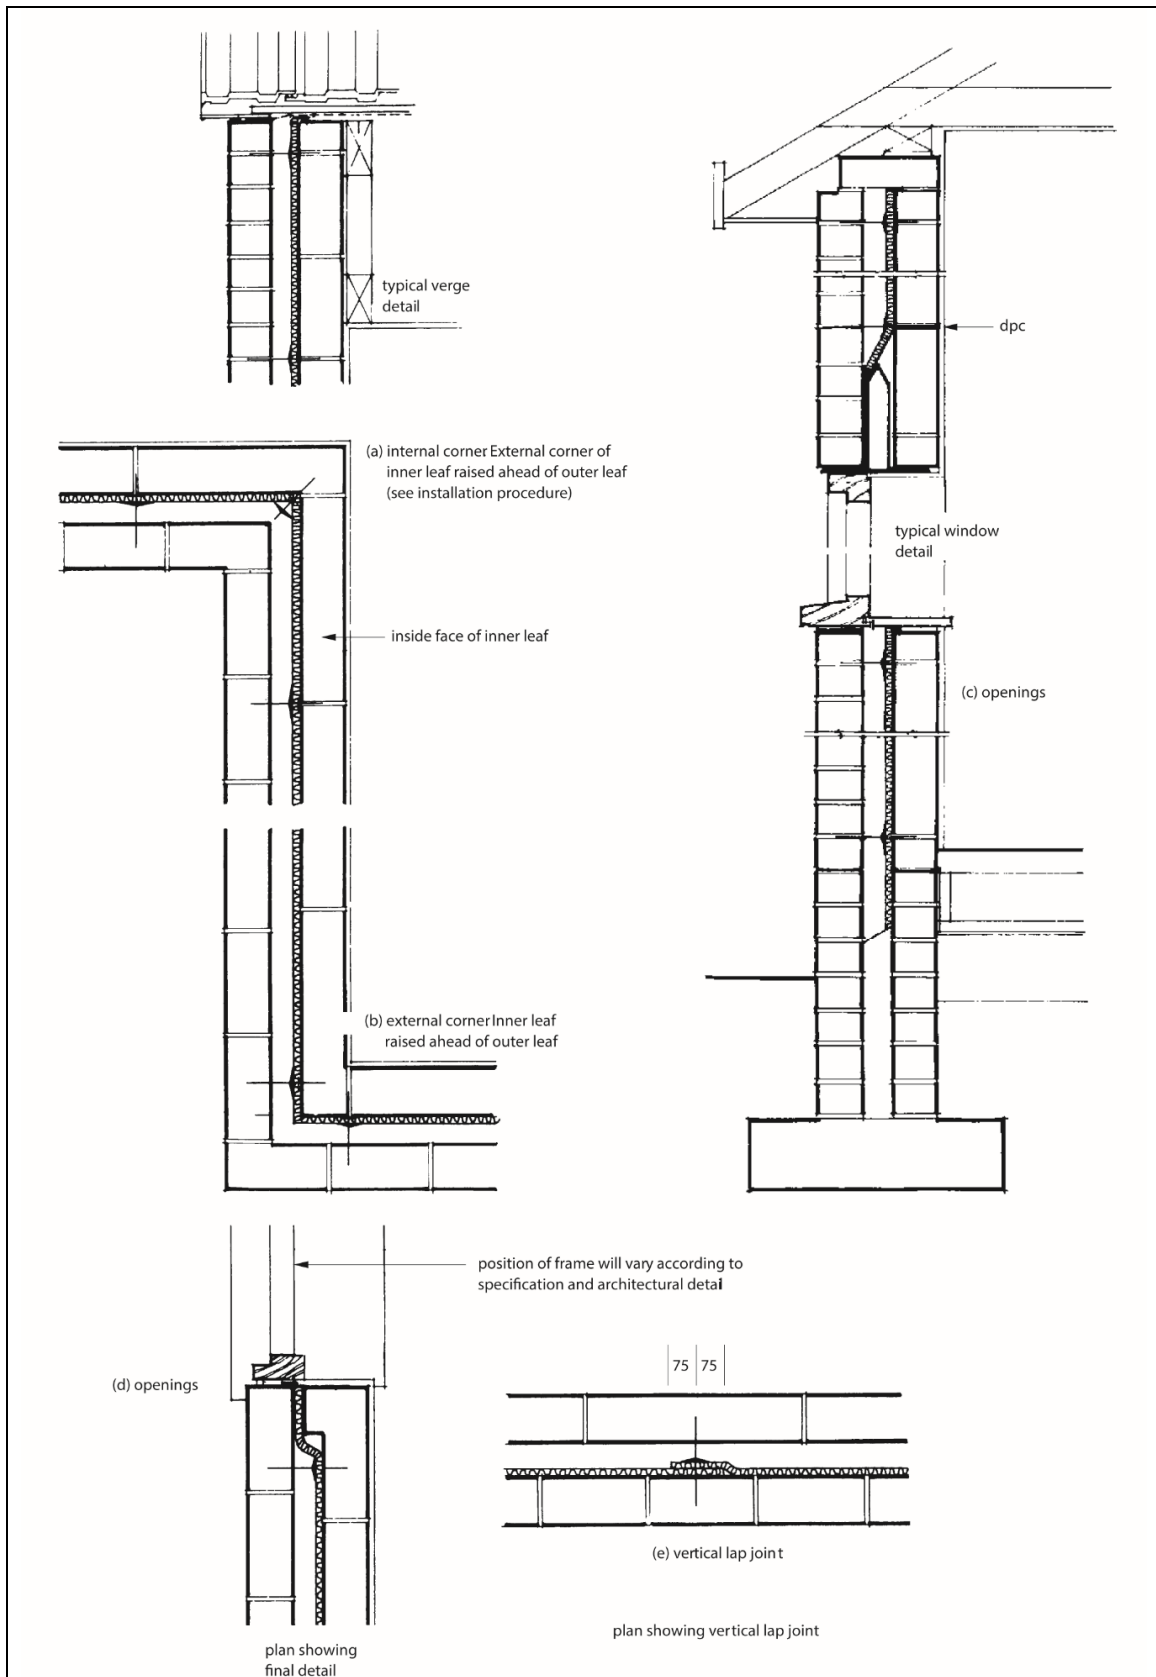 typical verge
detail
dpc
(a) internal corner External corner of
inner leaf raised ahead of outer leaf
(see installation procedure)
typical window
detail
inside face of inner leaf
(c) openings
(b) external corner Inner leaf
raised ahead of outer leaf
position of frame will vary according to
specification and architectural detail
75 75
(d) openings
(e) vertical lap joint
plan showing vertical lap joint
plan showing
final detail